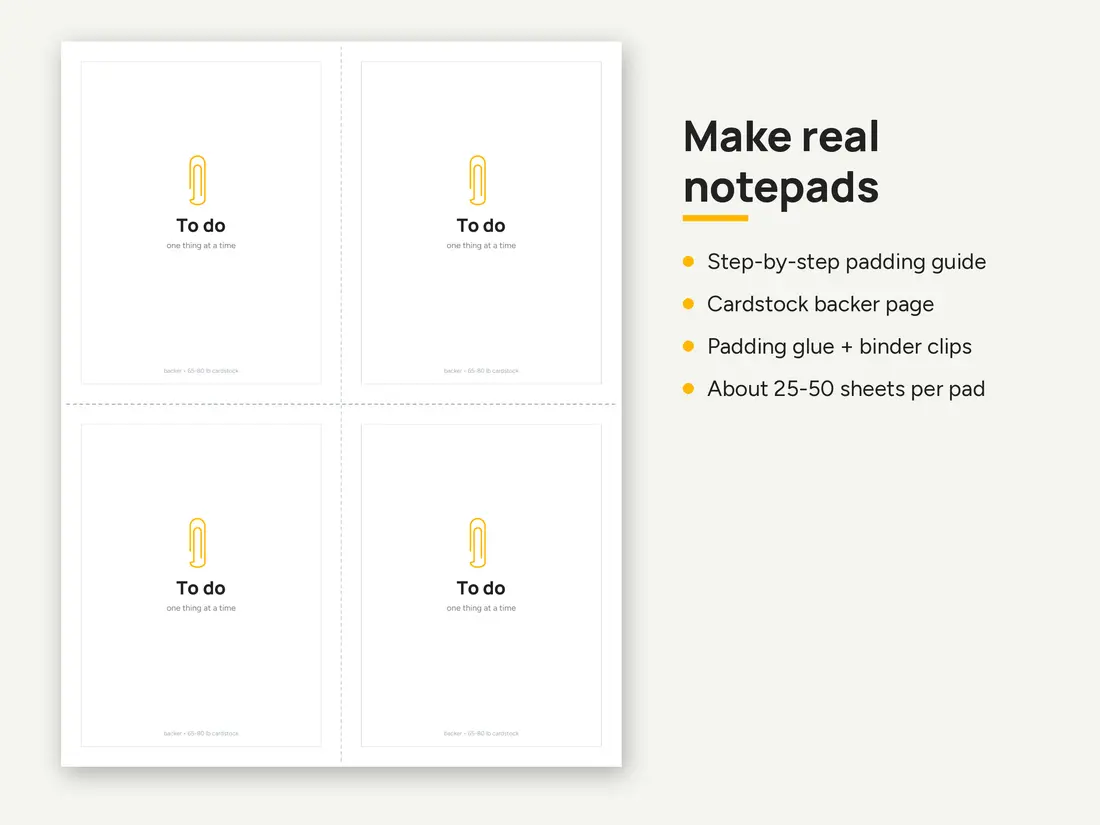 To do
one thing at a time
backer • 65-80 lb cardstock
To do
one thing at a time
backer • 65-80 lb cardstock
To do
one thing at a time
backer • 65-80 lb cardstock
To do
one thing at a time
backer • 65-80 lb cardstock
Make real
notepads
Step-by-step padding guide
Cardstock backer page
Padding glue + binder clips
About 25-50 sheets per pad